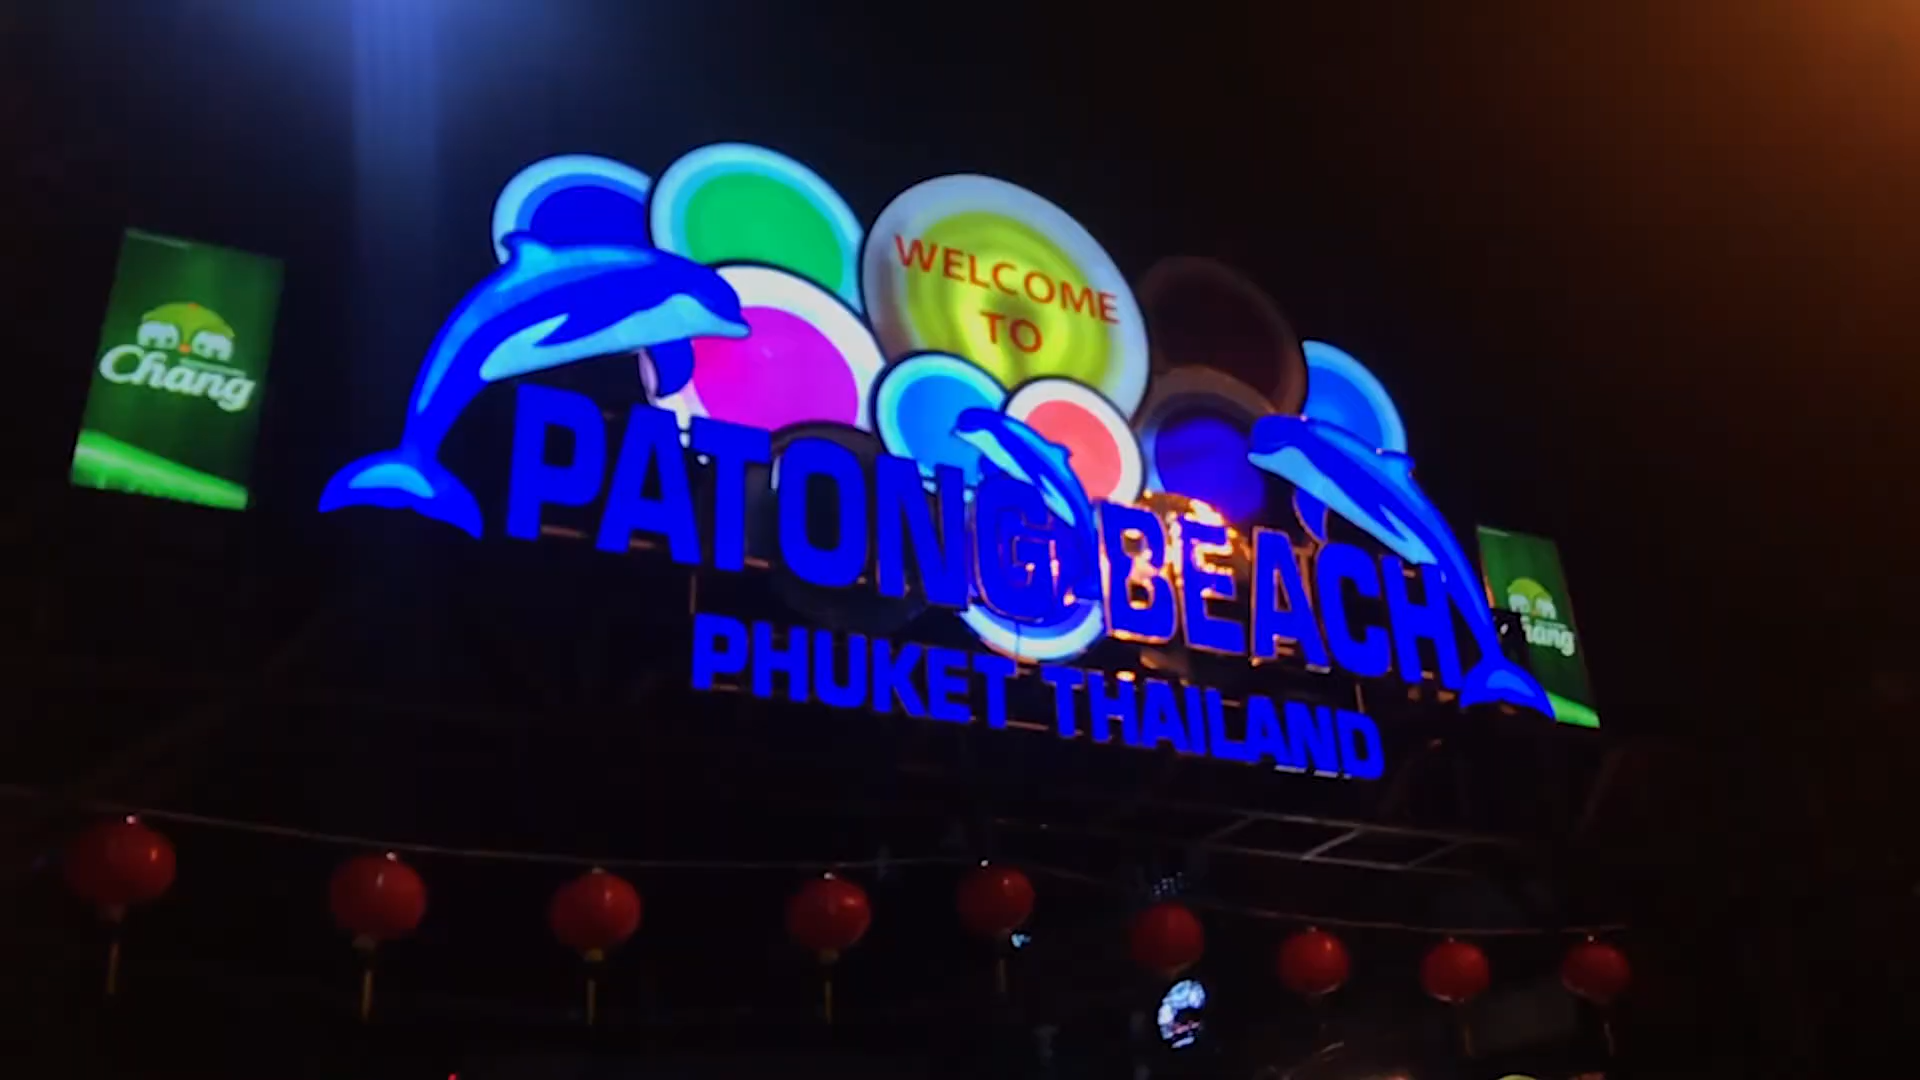 WELCOME
TO
PATONG BEACH
PHUKET THAILAND
Chang
Chang